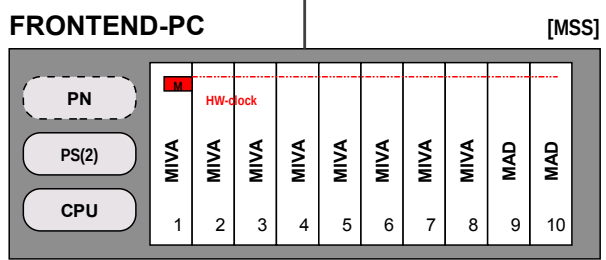 FRONTEND-PC [MSS]
M
HW-clock
PN
PS(2)
CPU
MIVA MIVA MIVA MIVA MIVA MIVA MIVA MIVA MAD MAD
1 2 3 4 5 6 7 8 9 10